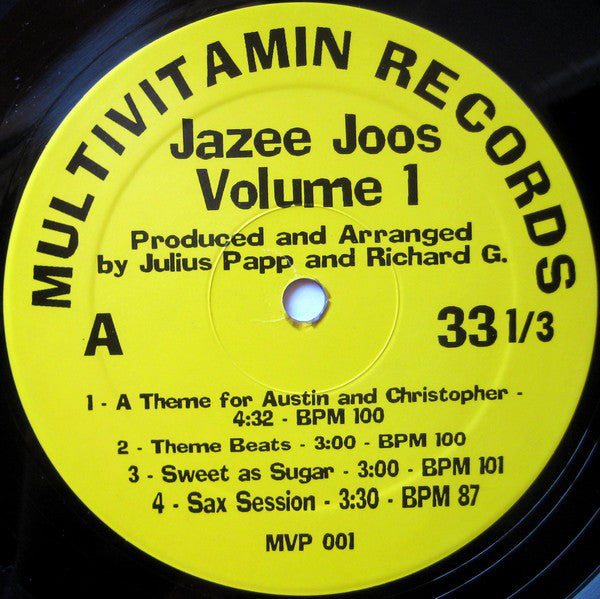 MULTIVITAMIN RECORDS
Jazee Joos
Volume 1
Produced and Arranged
by Julius Papp and Richard G.
A
33 1/3
1 - A Theme for Austin and Christopher -
4:32 - BPM 100
2 - Theme Beats - 3:00 - BPM 100
3 - Sweet as Sugar - 3:00 - BPM 101
4 - Sax Session - 3:30 - BPM 87
MVP 001